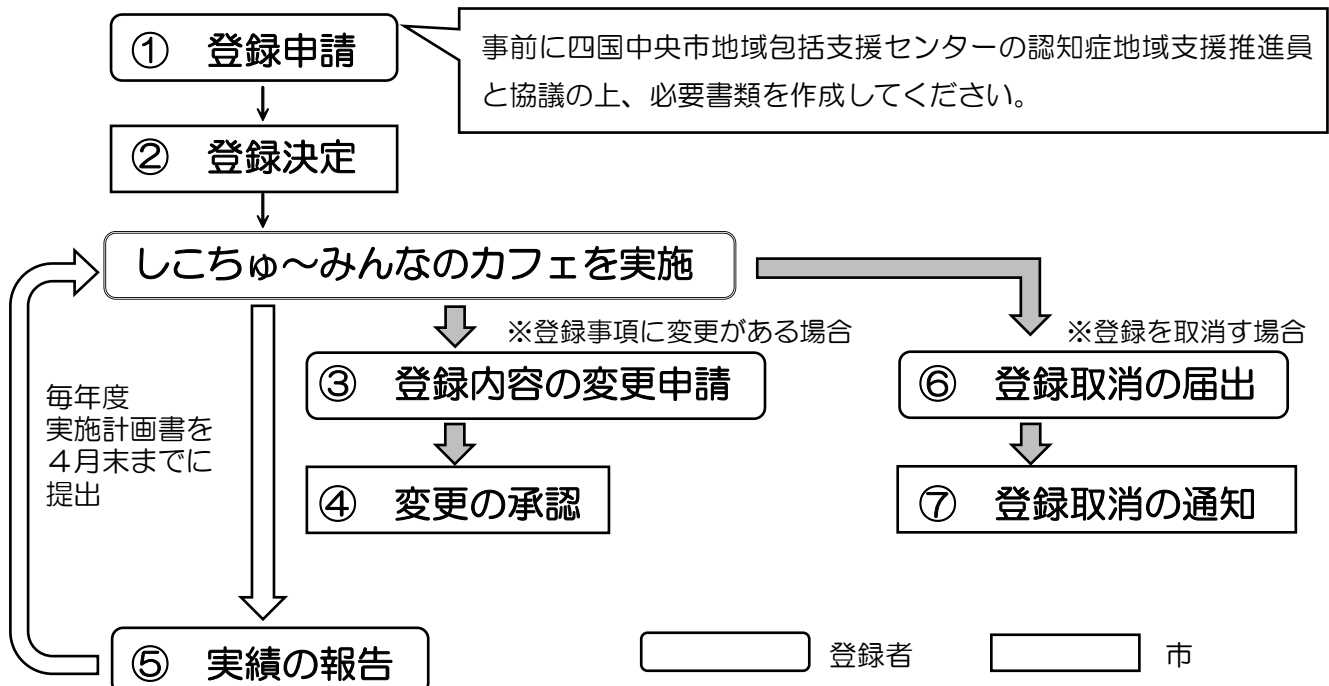 ① 登録申請
事前に四国中央市地域包括支援センターの認知症地域支援推進員
と協議の上、必要書類を作成してください。
② 登録決定
しこちゅ～みんなのカフェを実施
※登録事項に変更がある場合
※登録を取消す場合
③ 登録内容の変更申請
⑥ 登録取消の届出
毎年度
実施計画書を
４月末までに
提出
④ 変更の承認
⑦ 登録取消の通知
⑤ 実績の報告
登録者
市